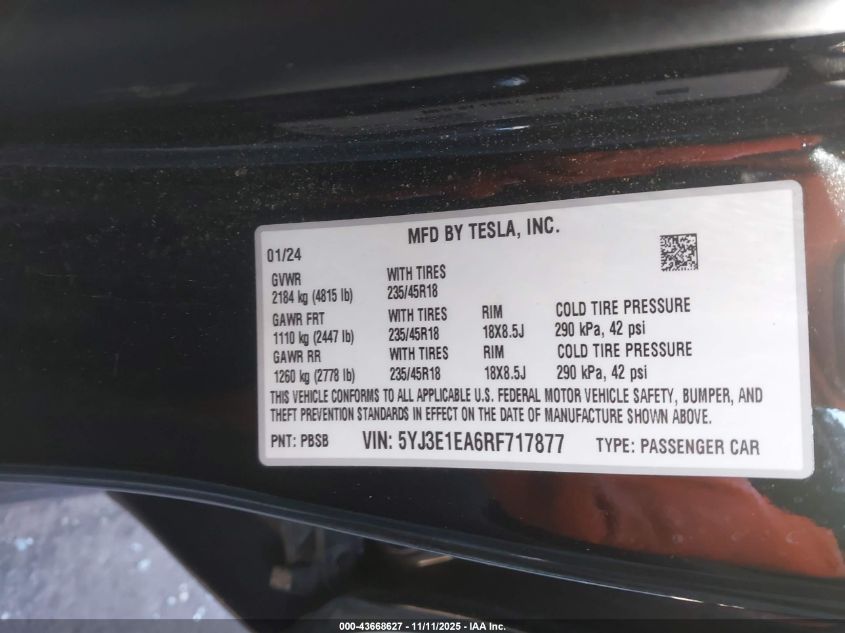 MFD BY TESLA, INC.
01/24
GVWR WITH TIRES
2184 kg (4815 lb) 235/45R18
GAWR FRT WITH TIRES RIM COLD TIRE PRESSURE
1110 kg (2447 lb) 235/45R18 18X8.5J 290 kPa, 42 psi
GAWR RR WITH TIRES RIM COLD TIRE PRESSURE
1260 kg (2778 lb) 235/45R18 18X8.5J 290 kPa, 42 psi
THIS VEHICLE CONFORMS TO ALL APPLICABLE U.S. FEDERAL MOTOR VEHICLE SAFETY, BUMPER, AND
THEFT PREVENTION STANDARDS IN EFFECT ON THE DATE OF MANUFACTURE SHOWN ABOVE.
PNT: PBSB VIN: 5YJ3E1EA6RF717877 TYPE: PASSENGER CAR
000-43668627 - 11/11/2025 - IAA Inc.